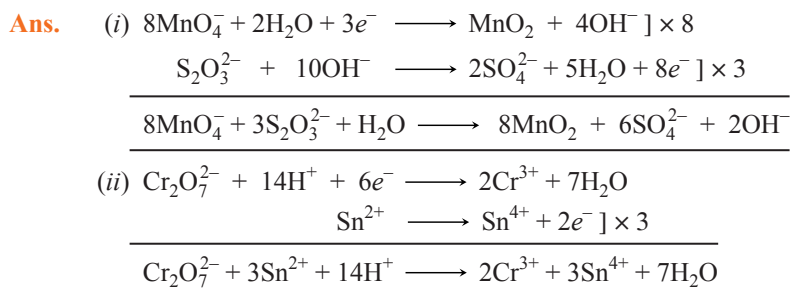 Ans. (i) 8MnO₄⁻ + 2H₂O + 3e⁻ ⟶ MnO₂ + 4OH⁻ ] × 8
S₂O₃²⁻ + 10OH⁻ ⟶ 2SO₄²⁻ + 5H₂O + 8e⁻ ] × 3
8MnO₄⁻ + 3S₂O₃²⁻ + H₂O ⟶ 8MnO₂ + 6SO₄²⁻ + 2OH⁻
(ii) Cr₂O₇²⁻ + 14H⁺ + 6e⁻ ⟶ 2Cr³⁺ + 7H₂O
Sn²⁺ ⟶ Sn⁴⁺ + 2e⁻ ] × 3
Cr₂O₇²⁻ + 3Sn²⁺ + 14H⁺ ⟶ 2Cr³⁺ + 3Sn⁴⁺ + 7H₂O